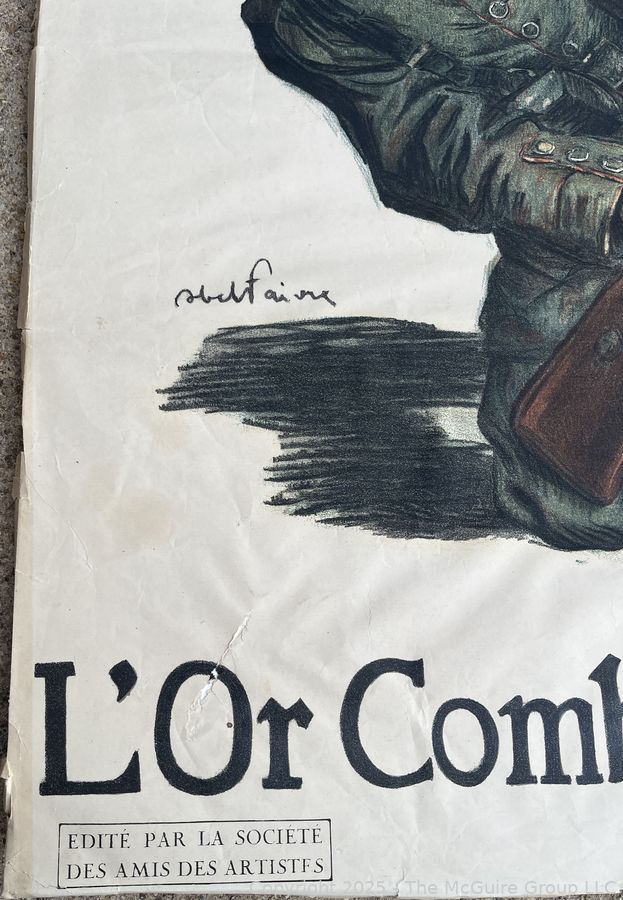 abel faivre
L'Or Comb
EDITÉ PAR LA SOCIÉTÉ
DES AMIS DES ARTISTES
Copyright 2025 The McGuire Group LLC